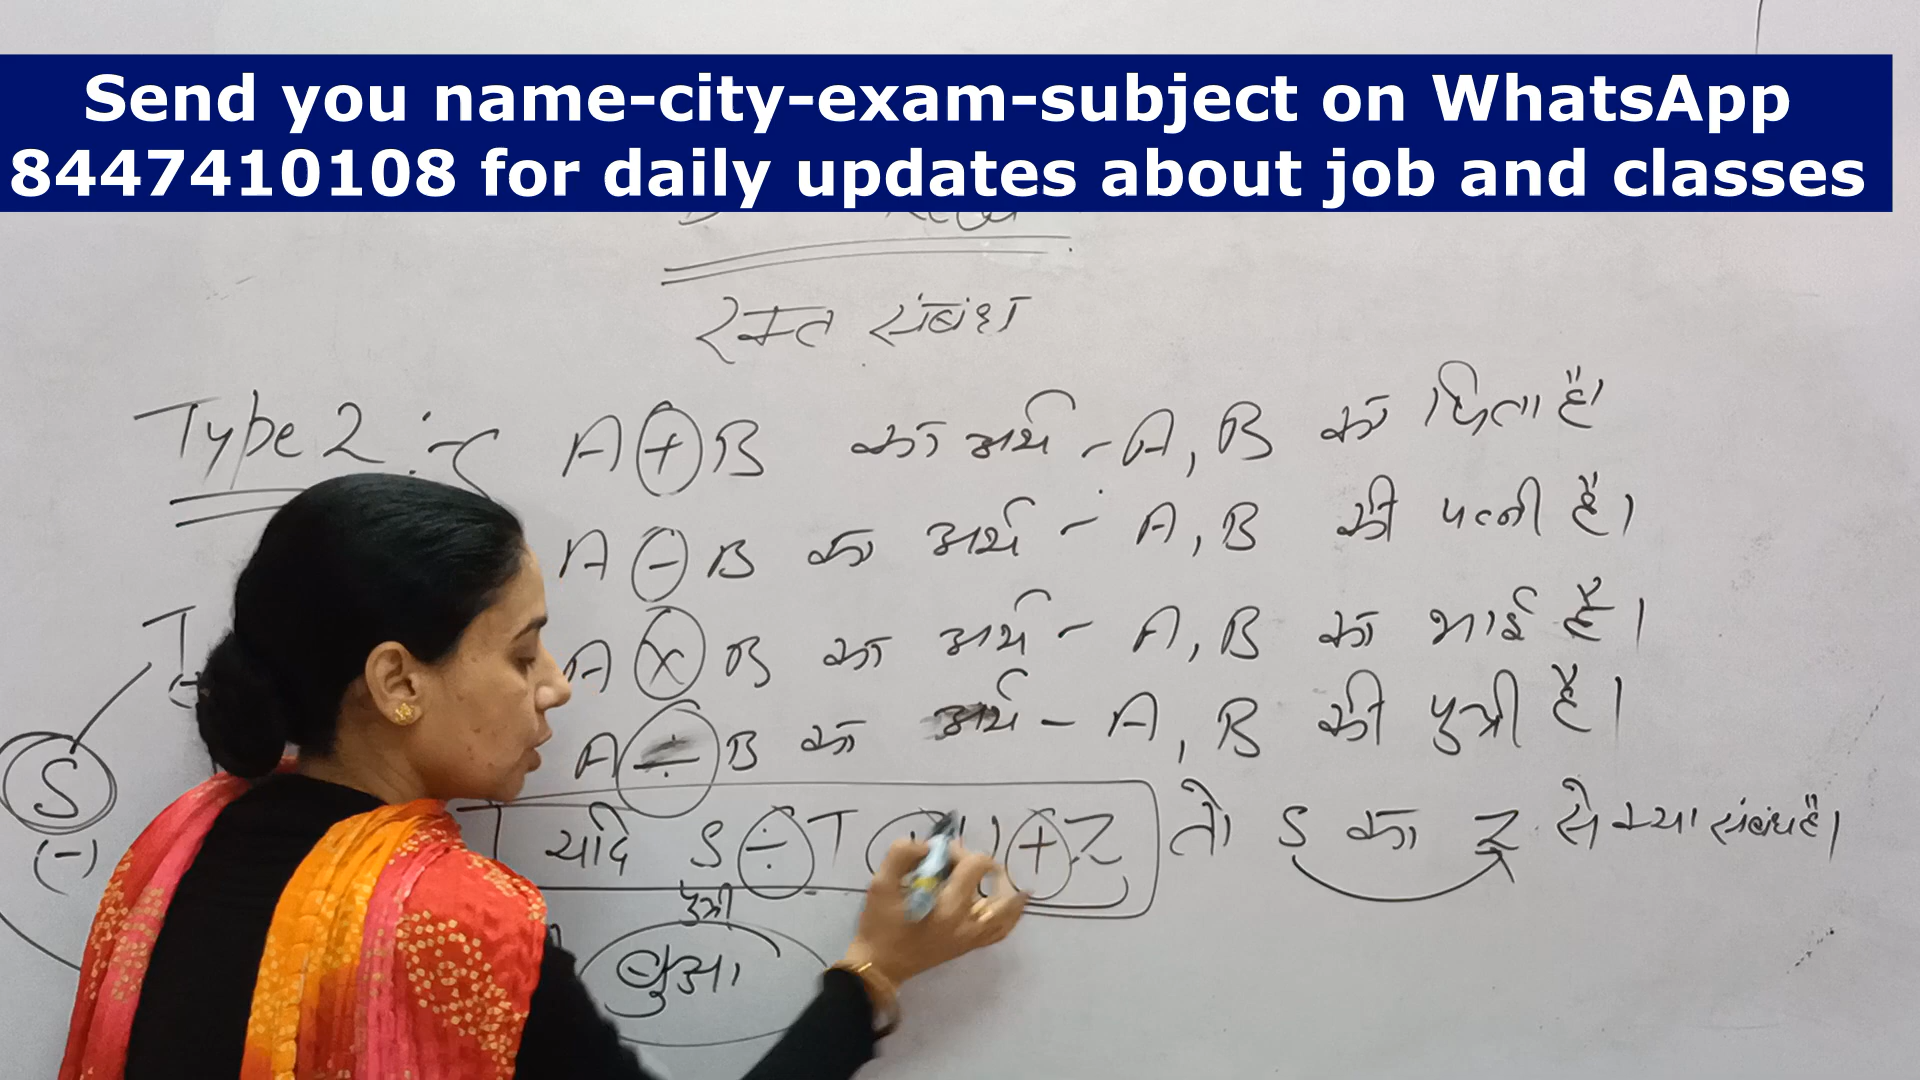 Send you name-city-exam-subject on WhatsApp
8447410108 for daily updates about job and classes
रक्त संबंध
Type 2 :-
A + B का अर्थ - A, B का पिता है।
A - B का अर्थ - A, B की पत्नी है।
T A × B का अर्थ - A, B का भाई है।
A ÷ B का अर्थ - A, B की पुत्री है।
S
(-)
यदि S ÷ T + Z तो S का Z से क्या संबंध है।
पुत्री
बुआ